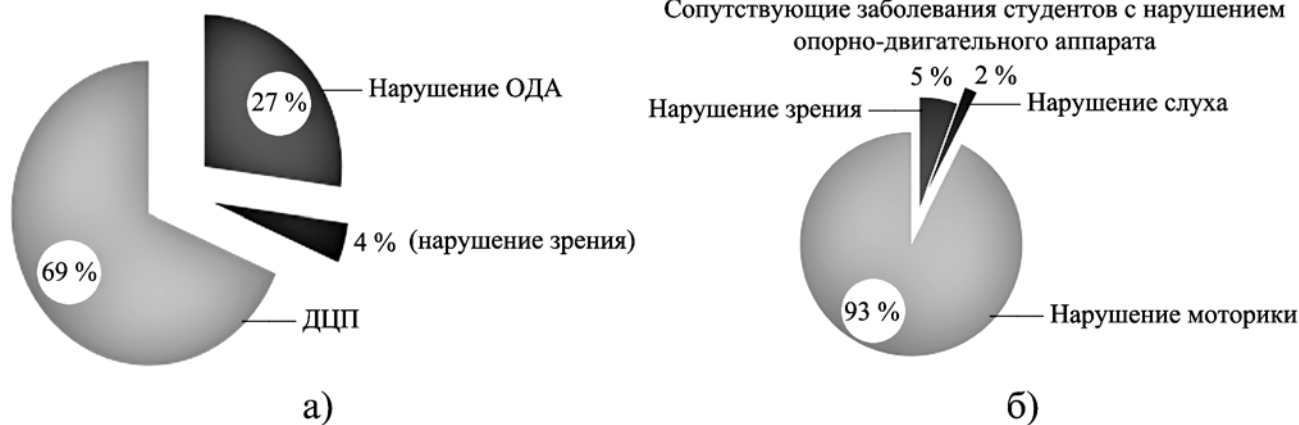 27 %
Нарушение ОДА
4 % (нарушение зрения)
69 %
ДЦП
а)
Сопутствующие заболевания студентов с нарушением
опорно-двигательного аппарата
5 %
2 %
Нарушение зрения
Нарушение слуха
93 %
Нарушение моторики
б)